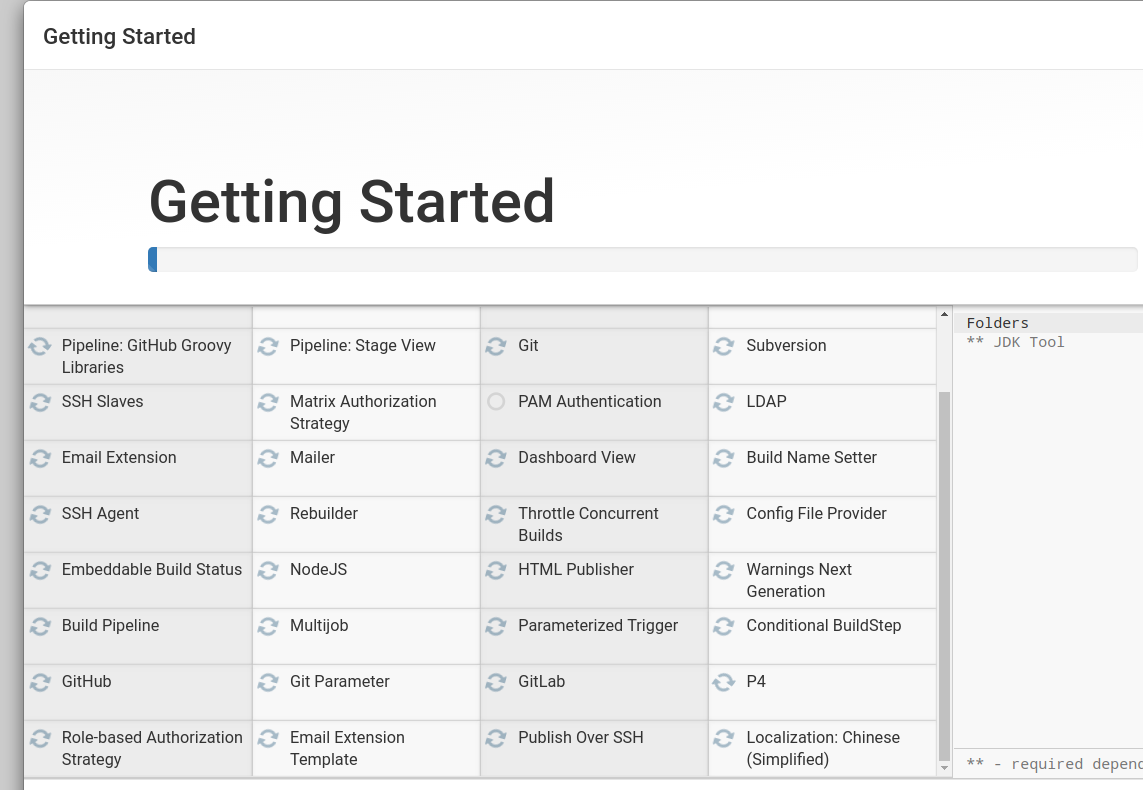 Getting Started
Getting Started
Folders
** JDK Tool
Pipeline: GitHub Groovy
Libraries
Pipeline: Stage View
Git
Subversion
SSH Slaves
Matrix Authorization
Strategy
PAM Authentication
LDAP
Email Extension
Mailer
Dashboard View
Build Name Setter
SSH Agent
Rebuilder
Throttle Concurrent
Builds
Config File Provider
Embeddable Build Status
NodeJS
HTML Publisher
Warnings Next
Generation
Build Pipeline
Multijob
Parameterized Trigger
Conditional BuildStep
GitHub
Git Parameter
GitLab
P4
Role-based Authorization
Strategy
Email Extension
Template
Publish Over SSH
Localization: Chinese
(Simplified)
** - required depend